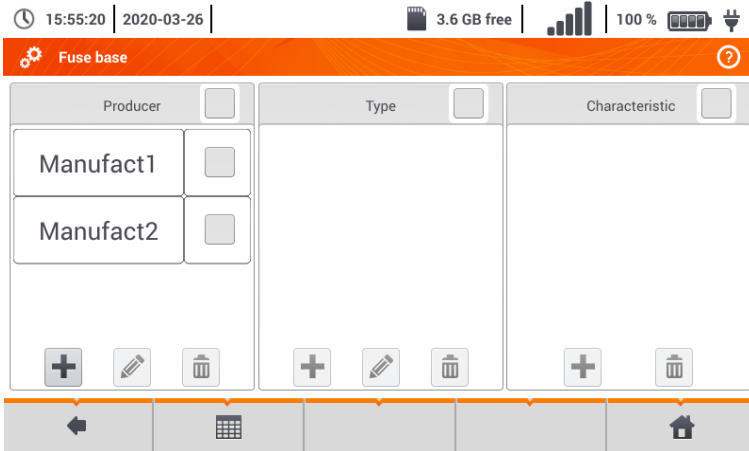 15:55:20 2020-03-26 3.6 GB free 100 %
Fuse base ?
Producer Type Characteristic
Manufact1
Manufact2